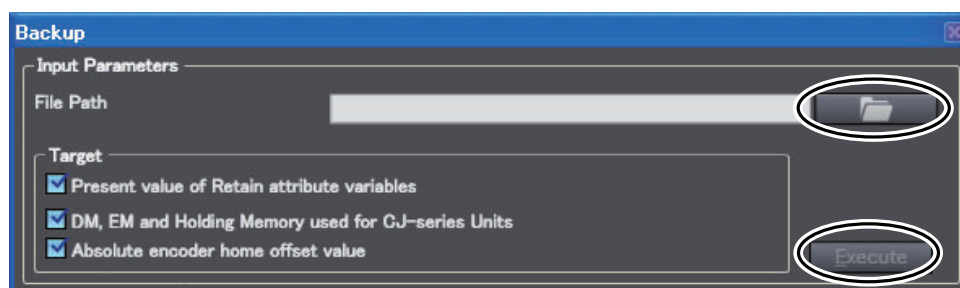 Backup
Input Parameters
File Path
Target
Present value of Retain attribute variables
DM, EM and Holding Memory used for CJ-series Units
Absolute encoder home offset value
Execute